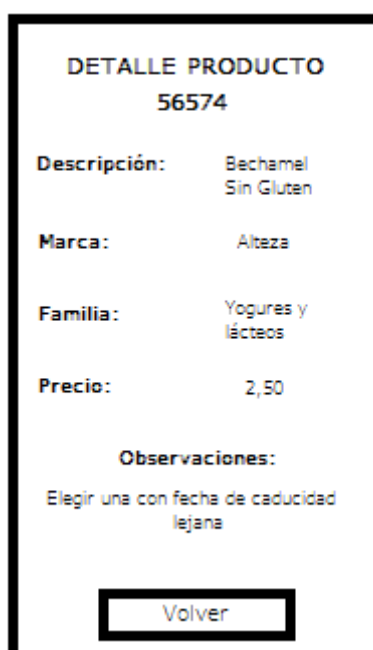 DETALLE PRODUCTO
56574
Descripción: Bechamel
Sin Gluten
Marca: Alteza
Familia: Yogures y
lácteos
Precio: 2,50
Observaciones:
Elegir una con fecha de caducidad
lejana
Volver